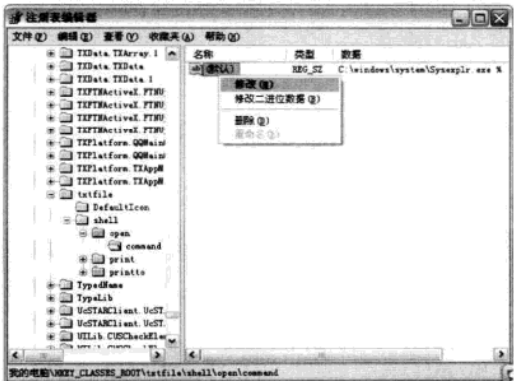 注册表编辑器
文件(F) 编辑(E) 查看(V) 收藏夹(A) 帮助(H)
TXData.TXArray.1
TXData.TXData
TXData.TXData.1
TXFTNActiveX.FTNU
TXFTNActiveX.FTNU
TXFTNActiveX.FTNU
TXFTNActiveX.FTNU
TXPlatform.QQMain
TXPlatform.QQMain
TXPlatform.TXAppM
TXPlatform.TXAppM
txtfile
DefaultIcon
shell
open
command
print
printto
TypedName
TypeLib
UcSTARClient.UcST.
UcSTARClient.UcST.
UILib.CUSCheckEle
名称 类型 数据
ab (默认) REG_SZ C:\windows\system\Sysexplr.exe %
修改(M)
修改二进位数据(B)
删除(D)
重命名(R)
我的电脑\HKEY_CLASSES_ROOT\txtfile\shell\open\command